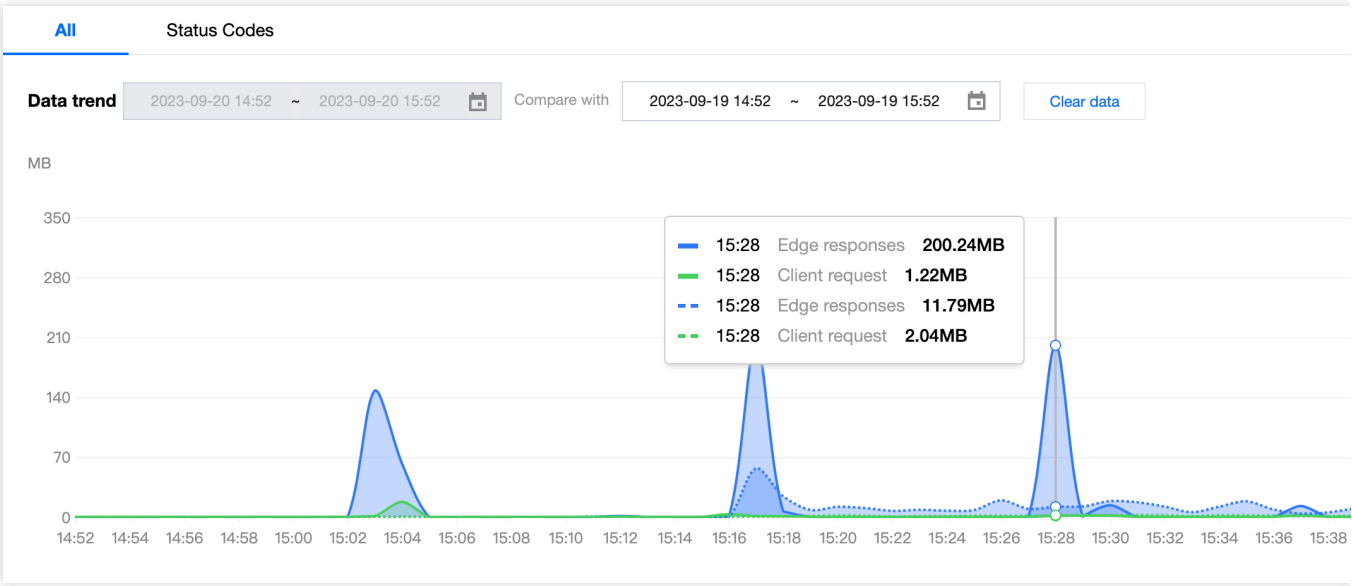 All Status Codes
Data trend 2023-09-20 14:52 ~ 2023-09-20 15:52 Compare with 2023-09-19 14:52 ~ 2023-09-19 15:52 Clear data
MB
350
15:28 Edge responses 200.24MB
280 15:28 Client request 1.22MB
15:28 Edge responses 11.79MB
210 15:28 Client request 2.04MB
140
70
0
14:52 14:54 14:56 14:58 15:00 15:02 15:04 15:06 15:08 15:10 15:12 15:14 15:16 15:18 15:20 15:22 15:24 15:26 15:28 15:30 15:32 15:34 15:36 15:38